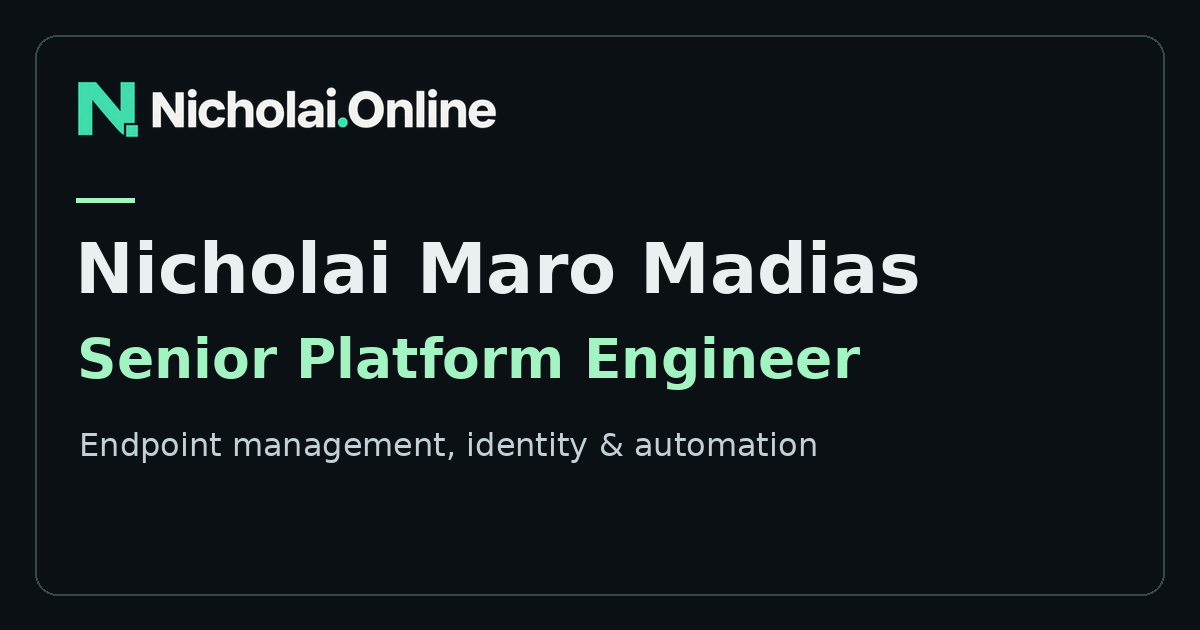 Nicholai.Online
Nicholai Maro Madias
Senior Platform Engineer
Endpoint management, identity & automation